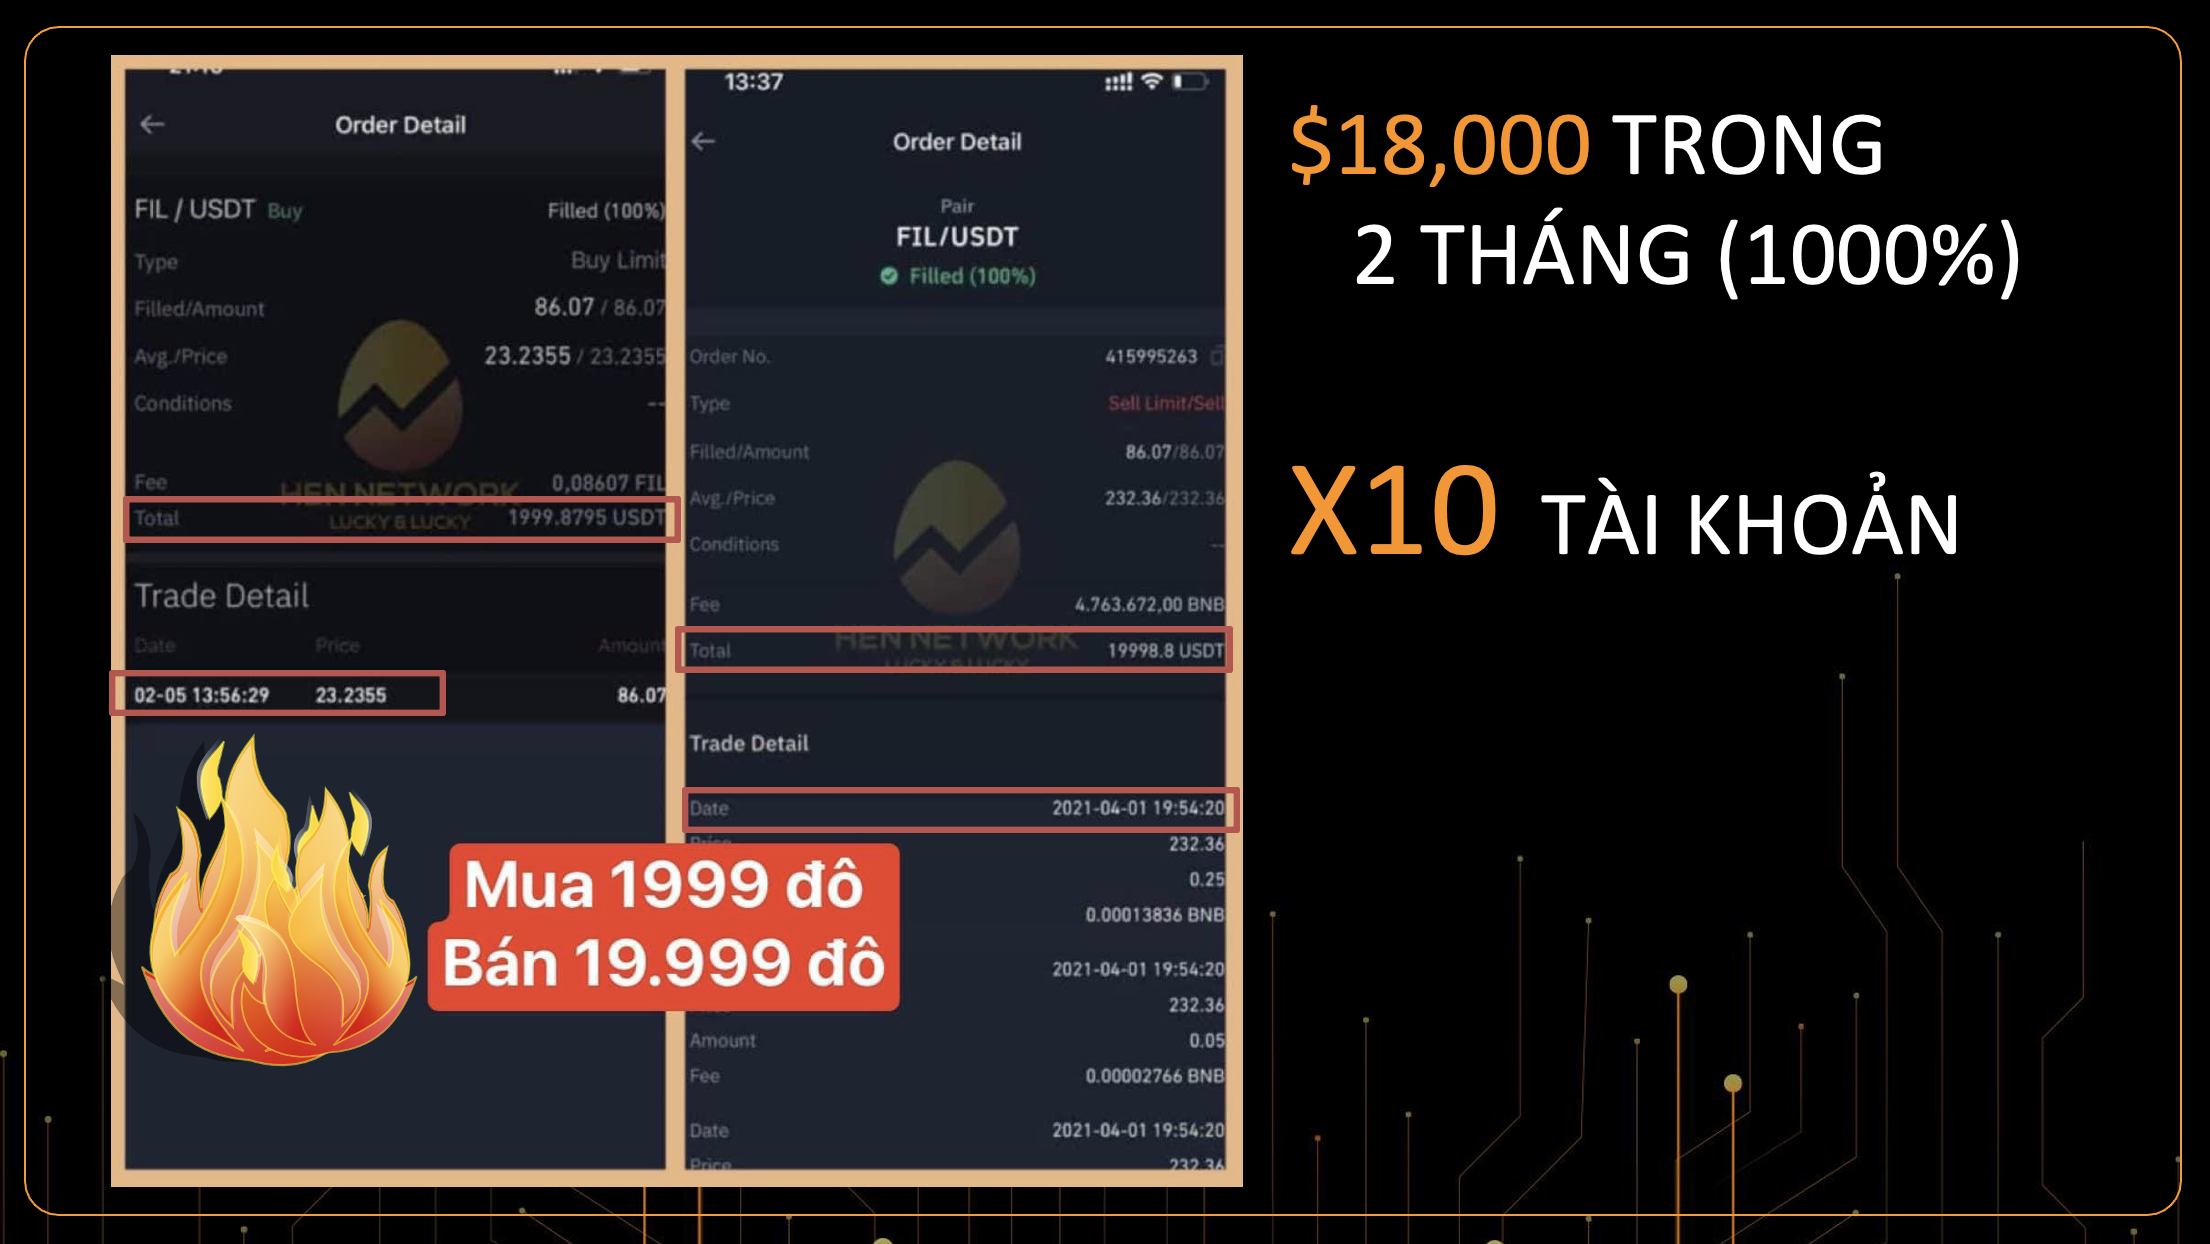 Order Detail
FIL / USDT Buy Filled (100%)
Type Buy Limit
Filled/Amount 86.07 / 86.07
Avg./Price 23.2355 / 23.2355
Conditions --
Fee 0,08607 FIL
HEN NETWORK
LUCKY & LUCKY
Total 1999.8795 USDT
Trade Detail
Date Price Amount
02-05 13:56:29 23.2355 86.07
13:37
Order Detail
Pair
FIL/USDT
Filled (100%)
Order No. 415995263
Type Sell Limit/Sell
Filled/Amount 86.07/86.07
Avg./Price 232.36/232.36
Conditions --
Fee 4.763.672,00 BNB
HEN NETWORK
Total 19998.8 USDT
LUCKY & LUCKY
Trade Detail
Date 2021-04-01 19:54:20
Price 232.36
0.25
0.00013836 BNB
2021-04-01 19:54:20
232.36
Amount 0.05
Fee 0.00002766 BNB
Date 2021-04-01 19:54:20
Price 232.36
Mua 1999 đô
Bán 19.999 đô
$18,000 TRONG
2 THÁNG (1000%)
X10 TÀI KHOẢN